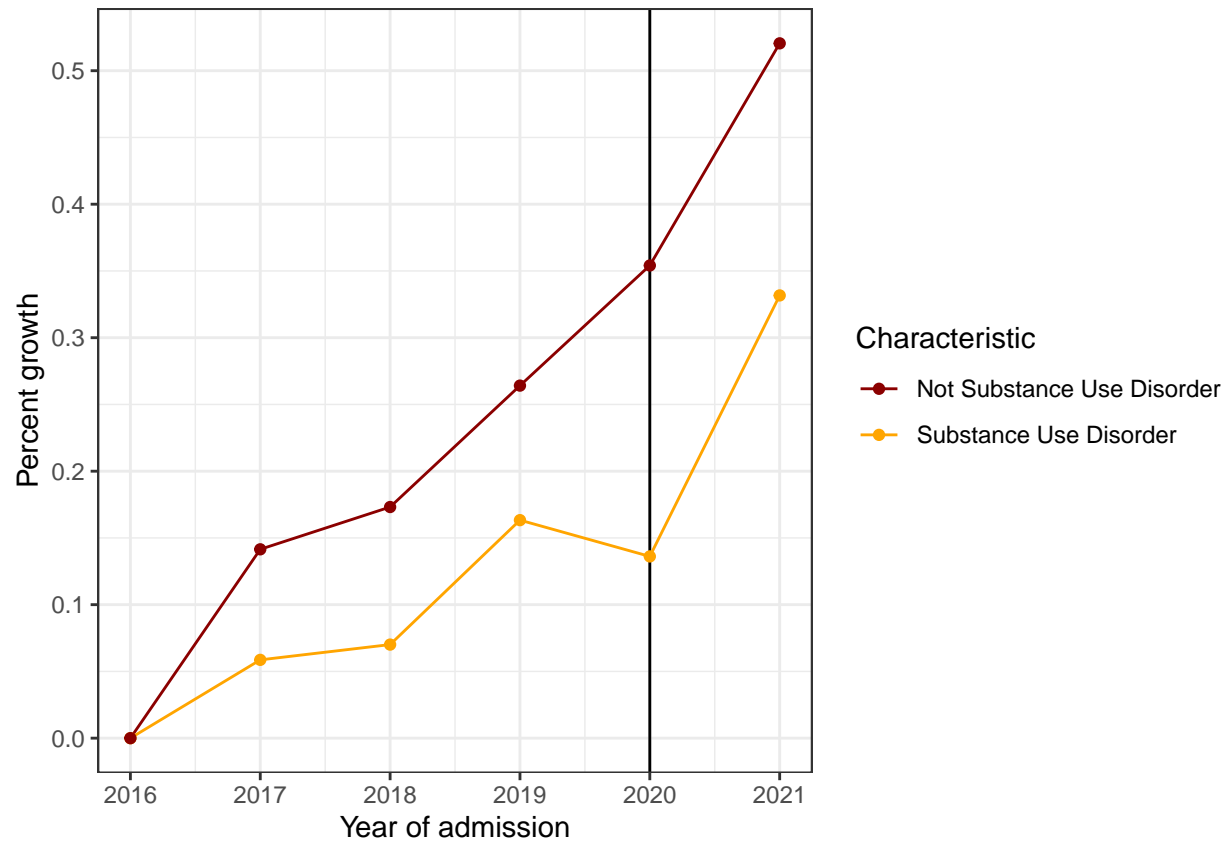 Percent growth
0.5
0.4
0.3
0.2
0.1
0.0
2016 2017 2018 2019 2020 2021
Year of admission
Characteristic
Not Substance Use Disorder
Substance Use Disorder